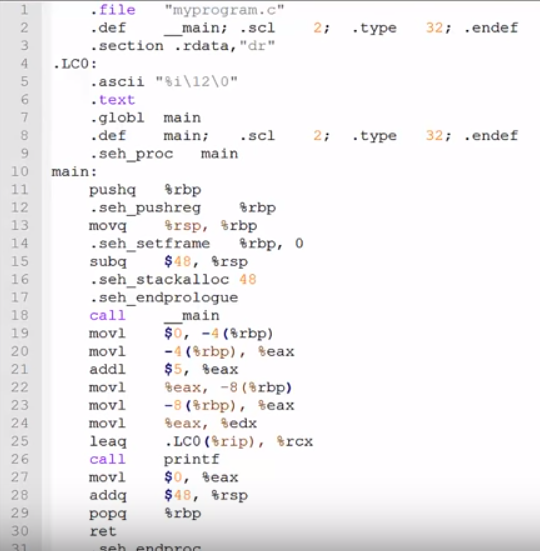 1 .file "myprogram.c"
2 .def __main; .scl 2; .type 32; .endef
3 .section .rdata,"dr"
4 .LC0:
5 .ascii "%i\12\0"
6 .text
7 .globl main
8 .def main; .scl 2; .type 32; .endef
9 .seh_proc main
10 main:
11 pushq %rbp
12 .seh_pushreg %rbp
13 movq %rsp, %rbp
14 .seh_setframe %rbp, 0
15 subq $48, %rsp
16 .seh_stackalloc 48
17 .seh_endprologue
18 call __main
19 movl $0, -4(%rbp)
20 movl -4(%rbp), %eax
21 addl $5, %eax
22 movl %eax, -8(%rbp)
23 movl -8(%rbp), %eax
24 movl %eax, %edx
25 leaq .LC0(%rip), %rcx
26 call printf
27 movl $0, %eax
28 addq $48, %rsp
29 popq %rbp
30 ret
31 .seh_endproc